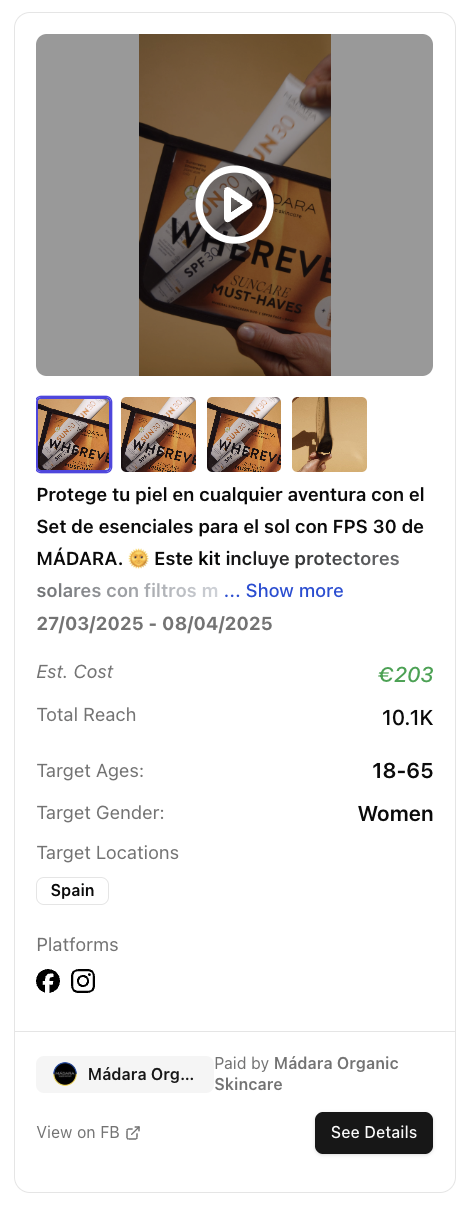 SUN 30
MÁDARA
WHEREVE
SPF30
SUNCARE
MUST-HAVES
Protege tu piel en cualquier aventura con el
Set de esenciales para el sol con FPS 30 de
MÁDARA. 🌞 Este kit incluye protectores
solares con filtros m ... Show more
27/03/2025 - 08/04/2025
Est. Cost €203
Total Reach 10.1K
Target Ages: 18-65
Target Gender: Women
Target Locations
Spain
Platforms
Mádara Org...
Paid by Mádara Organic
Skincare
View on FB
See Details